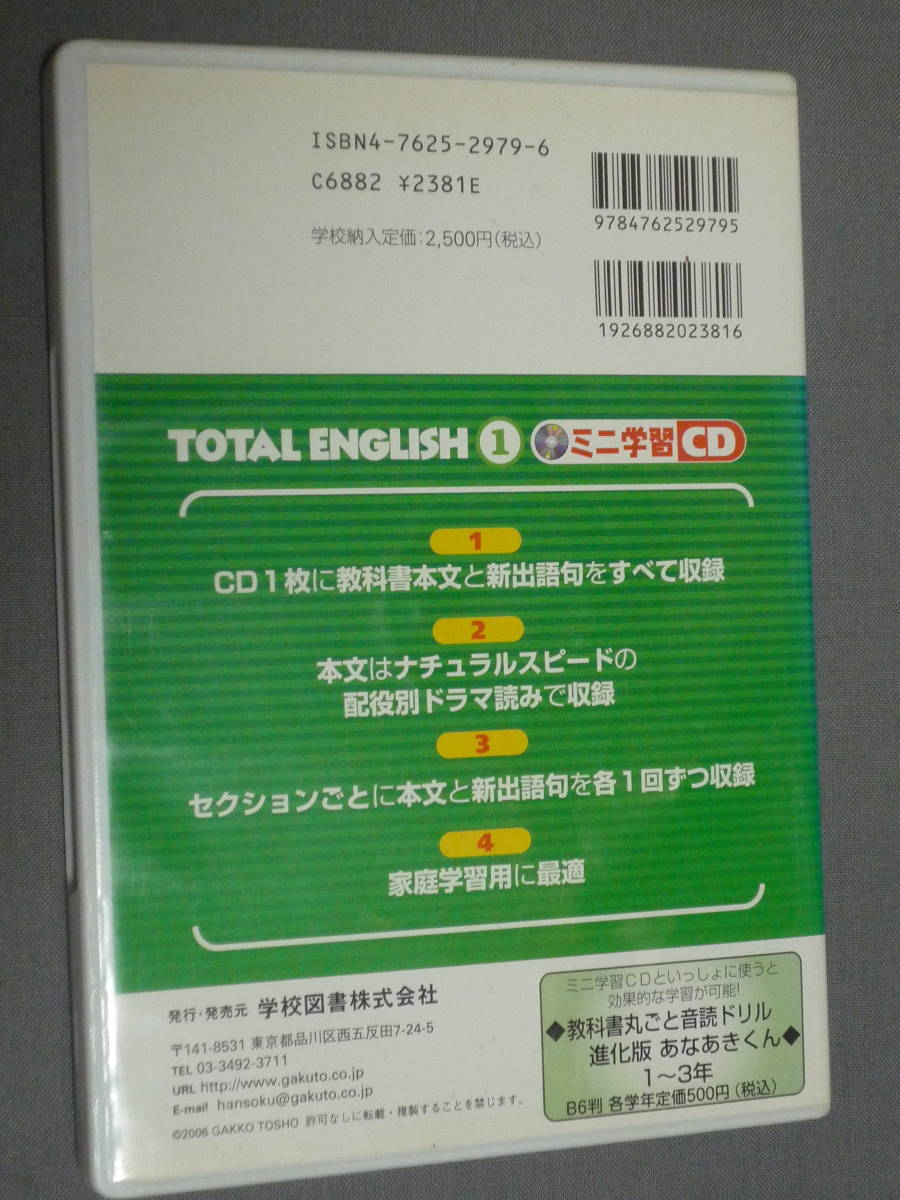 ISBN4-7625-2979-6
C6882 ¥2381E
学校納入定価：2,500円(税込)
9784762529795
1926882023816
TOTAL ENGLISH 1 ミニ学習CD
1
CD1枚に教科書本文と新出語句をすべて収録
2
本文はナチュラルスピードの
配役別ドラマ読みで収録
3
セクションごとに本文と新出語句を各1回ずつ収録
4
家庭学習用に最適
発行・発売元 学校図書株式会社
〒141-8531 東京都品川区西五反田7-24-5
TEL 03-3492-3711
URL http://www.gakuto.co.jp
E-mail hansoku@gakuto.co.jp
©2006 GAKKO TOSHO 許可なしに転載・複製することを禁じます。
ミニ学習CDといっしょに使うと
効果的な学習が可能!
◆教科書丸ごと音読ドリル
進化版 あなあきくん◆
1〜3年
B6判 各学年定価500円(税込)